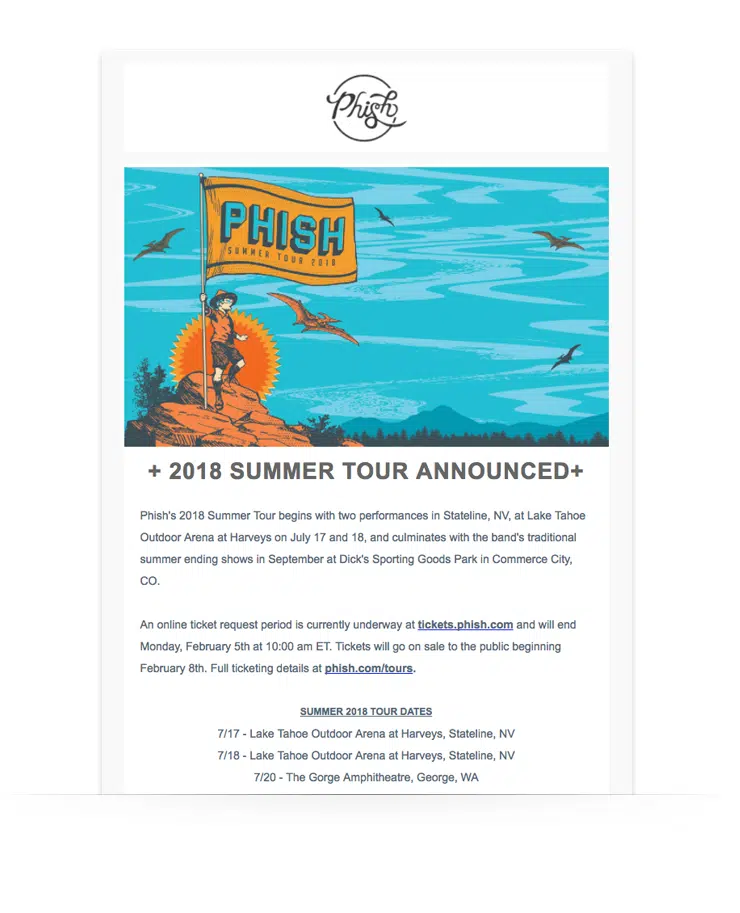 Phish
PHISH
SUMMER TOUR 2018
+ 2018 SUMMER TOUR ANNOUNCED+
Phish's 2018 Summer Tour begins with two performances in Stateline, NV, at Lake Tahoe
Outdoor Arena at Harveys on July 17 and 18, and culminates with the band's traditional
summer ending shows in September at Dick's Sporting Goods Park in Commerce City,
CO.
An online ticket request period is currently underway at tickets.phish.com and will end
Monday, February 5th at 10:00 am ET. Tickets will go on sale to the public beginning
February 8th. Full ticketing details at phish.com/tours.
SUMMER 2018 TOUR DATES
7/17 - Lake Tahoe Outdoor Arena at Harveys, Stateline, NV
7/18 - Lake Tahoe Outdoor Arena at Harveys, Stateline, NV
7/20 - The Gorge Amphitheatre, George, WA